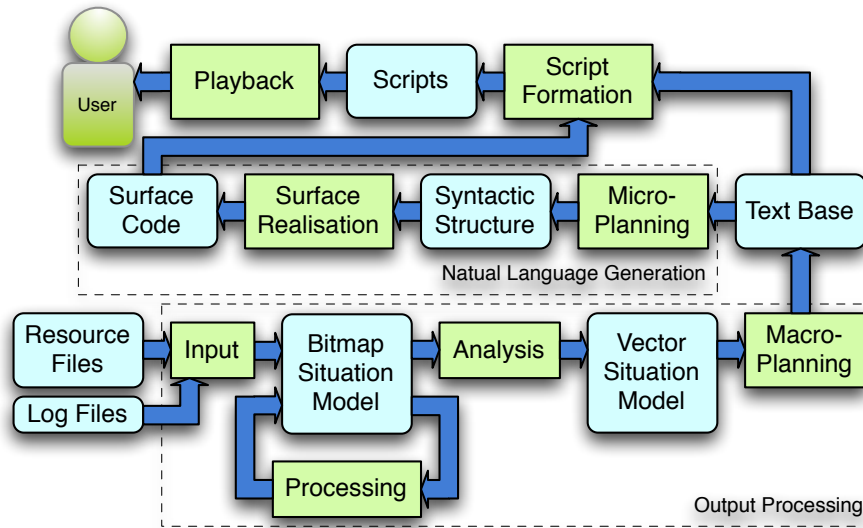 User
Playback
Scripts
Script
Formation
Surface
Code
Surface
Realisation
Syntactic
Structure
Micro-
Planning
Text Base
Natual Language Generation
Resource
Files
Input
Bitmap
Situation
Model
Analysis
Vector
Situation
Model
Macro-
Planning
Log Files
Processing
Output Processing